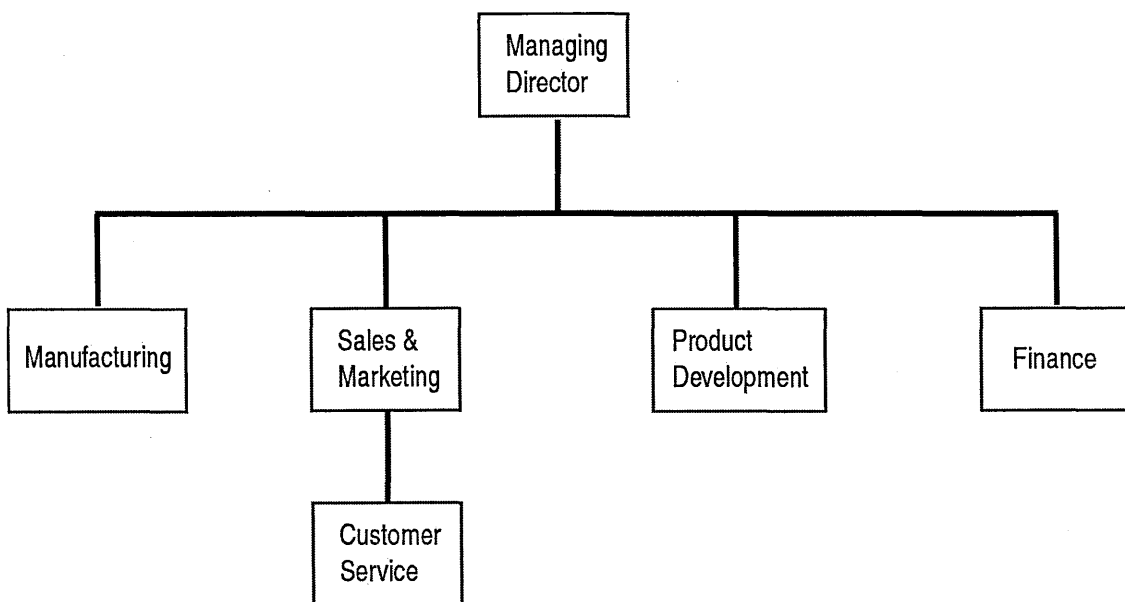 Managing
Director
Manufacturing
Sales &
Marketing
Product
Development
Finance
Customer
Service